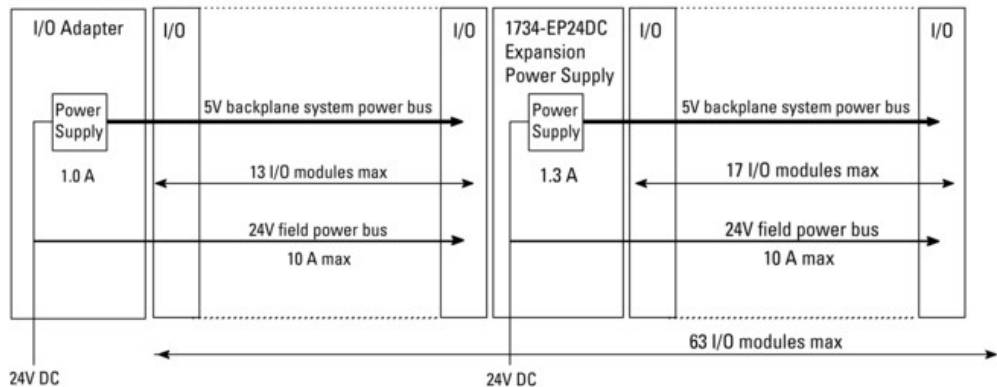 I/O Adapter
I/O
I/O
1734-EP24DC
Expansion
Power Supply
I/O
I/O
Power
Supply
5V backplane system power bus
Power
Supply
5V backplane system power bus
1.0 A
13 I/O modules max
1.3 A
17 I/O modules max
24V field power bus
10 A max
24V field power bus
10 A max
63 I/O modules max
24V DC
24V DC